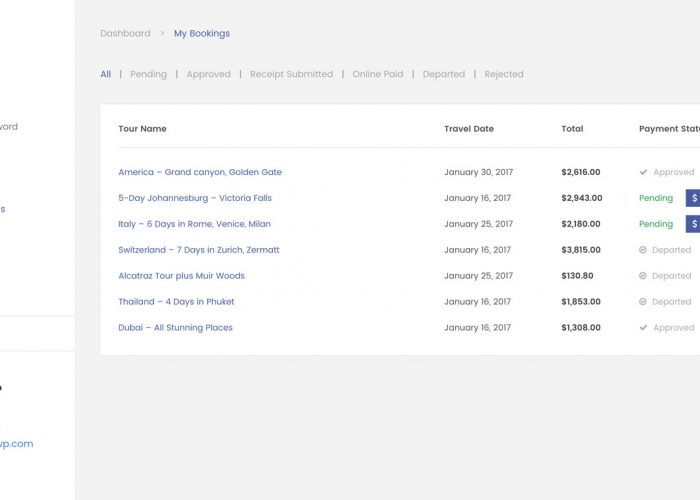 Dashboard > My Bookings
All | Pending | Approved | Receipt Submitted | Online Paid | Departed | Rejected
Tour Name Travel Date Total Payment
America – Grand canyon, Golden Gate January 30, 2017 $2,616.00 Approved
5-Day Johannesburg – Victoria Falls January 16, 2017 $2,943.00 Pending $
Italy – 6 Days in Rome, Venice, Milan January 25, 2017 $2,180.00 Pending $
Switzerland – 7 Days in Zurich, Zermatt January 16, 2017 $3,815.00 Departed
Alcatraz Tour plus Muir Woods January 25, 2017 $130.80 Departed
Thailand – 4 Days in Phuket January 16, 2017 $1,853.00 Departed
Dubai – All Stunning Places January 16, 2017 $1,308.00 Approved